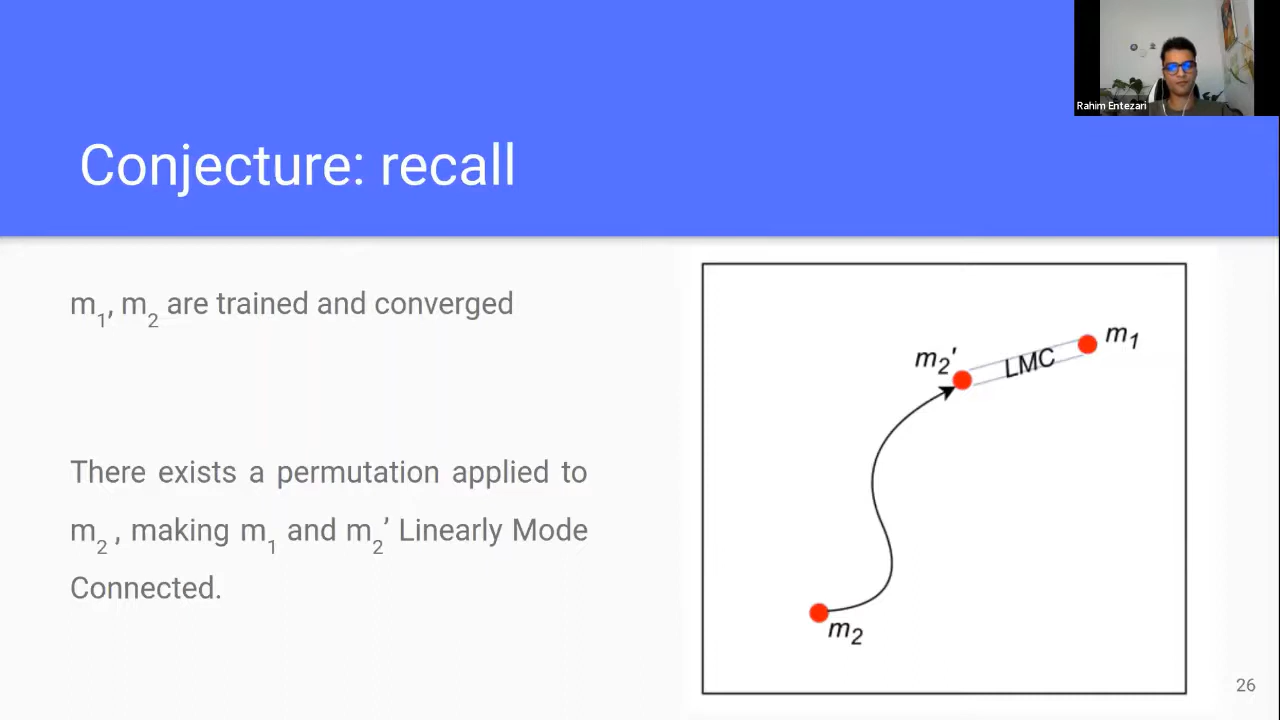 Rahim Entezari
Conjecture: recall
m1, m2 are trained and converged
There exists a permutation applied to
m2 , making m1 and m2’ Linearly Mode
Connected.
m2'
LMC
m1
m2
26